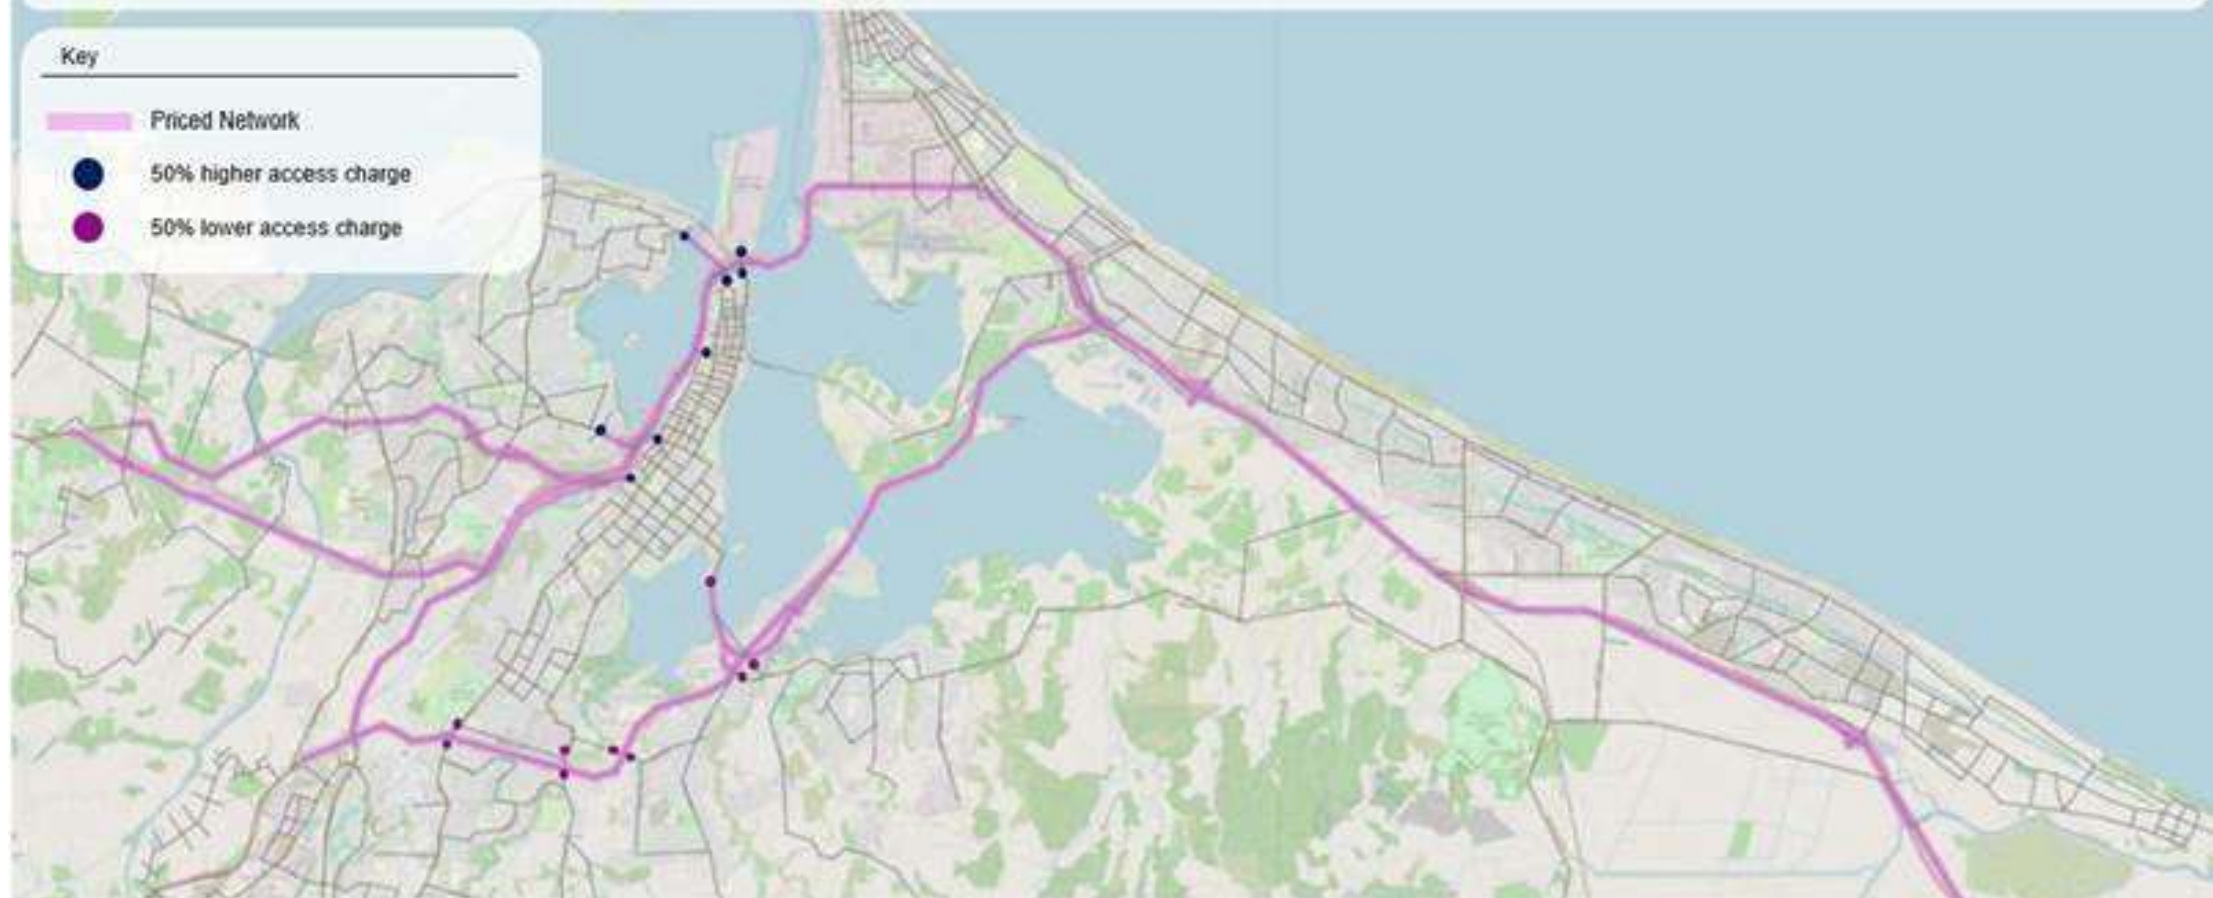 Key
Priced Network
50% higher access charge
50% lower access charge